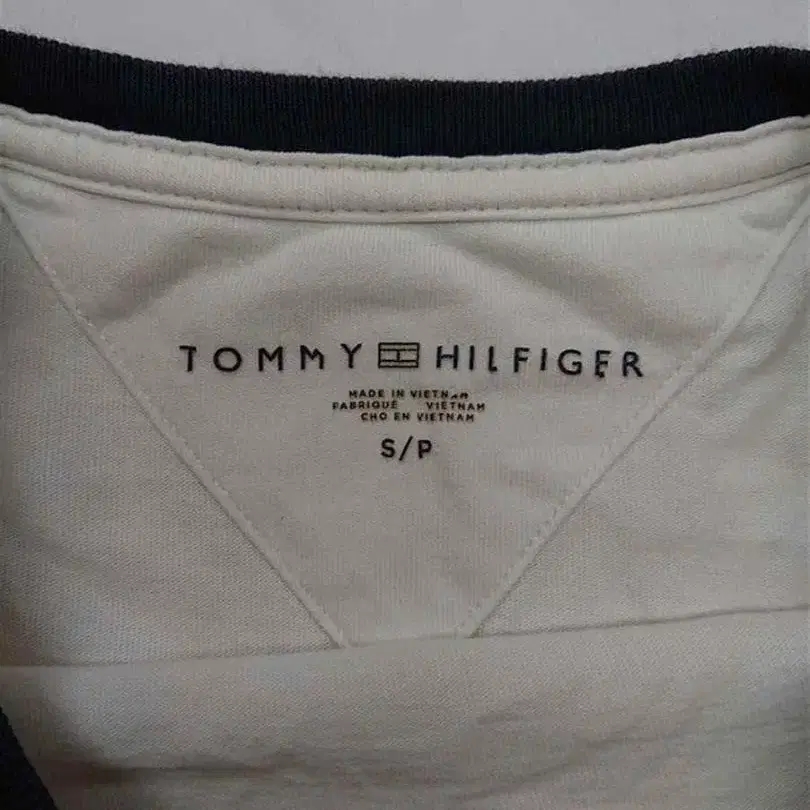 TOMMY HILFIGER
MADE IN VIETNAM
FABRIQUÉ VIETNAM
CHO EN VIETNAM
S/P